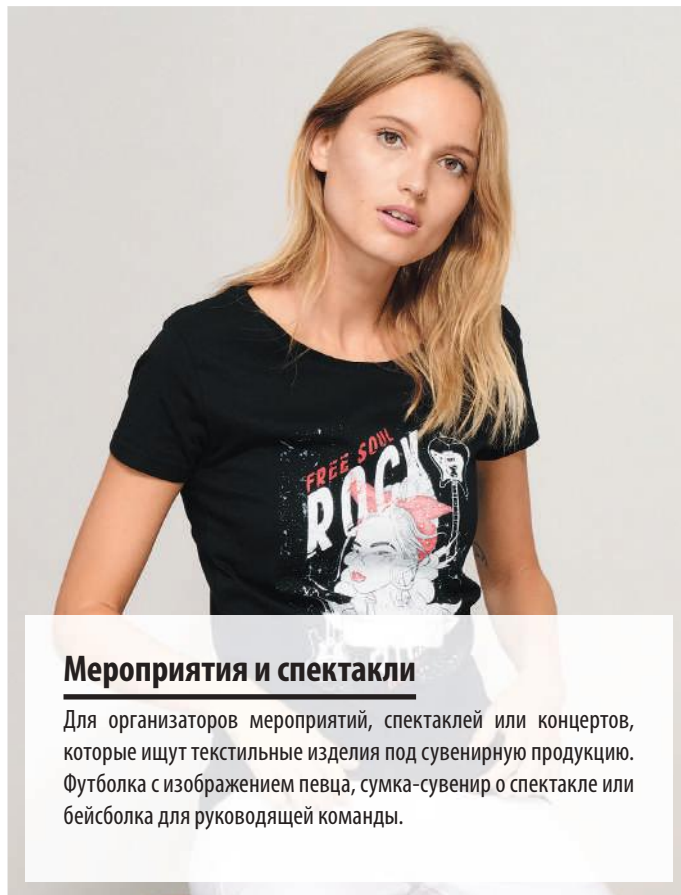 FREE SOUL
ROCK
Мероприятия и спектакли
Для организаторов мероприятий, спектаклей или концертов,
которые ищут текстильные изделия под сувенирную продукцию.
Футболка с изображением певца, сумка-сувенир о спектакле или
бейсболка для руководящей команды.